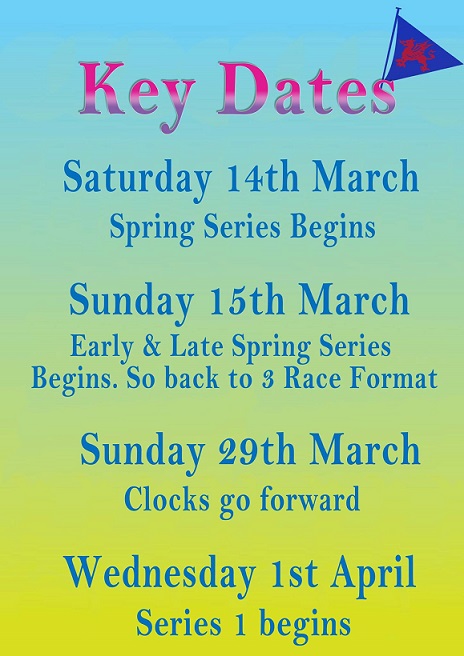 Key Dates
Saturday 14th March
Spring Series Begins
Sunday 15th March
Early & Late Spring Series
Begins. So back to 3 Race Format
Sunday 29th March
Clocks go forward
Wednesday 1st April
Series 1 begins